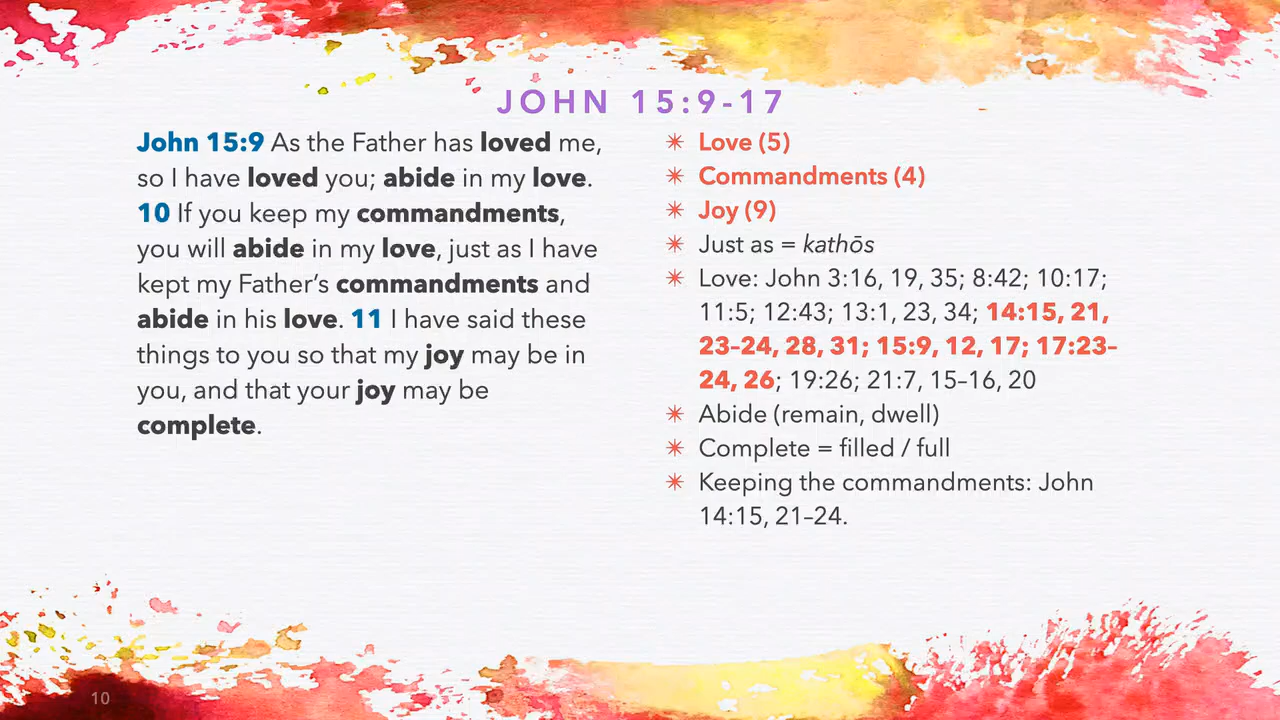 JOHN 15:9-17
John 15:9 As the Father has loved me,
so I have loved you; abide in my love.
10 If you keep my commandments,
you will abide in my love, just as I have
kept my Father’s commandments and
abide in his love. 11 I have said these
things to you so that my joy may be in
you, and that your joy may be
complete.
✴ Love (5)
✴ Commandments (4)
✴ Joy (9)
✴ Just as = kathōs
✴ Love: John 3:16, 19, 35; 8:42; 10:17;
11:5; 12:43; 13:1, 23, 34; 14:15, 21,
23–24, 28, 31; 15:9, 12, 17; 17:23–
24, 26; 19:26; 21:7, 15–16, 20
✴ Abide (remain, dwell)
✴ Complete = filled / full
✴ Keeping the commandments: John
14:15, 21–24.
10